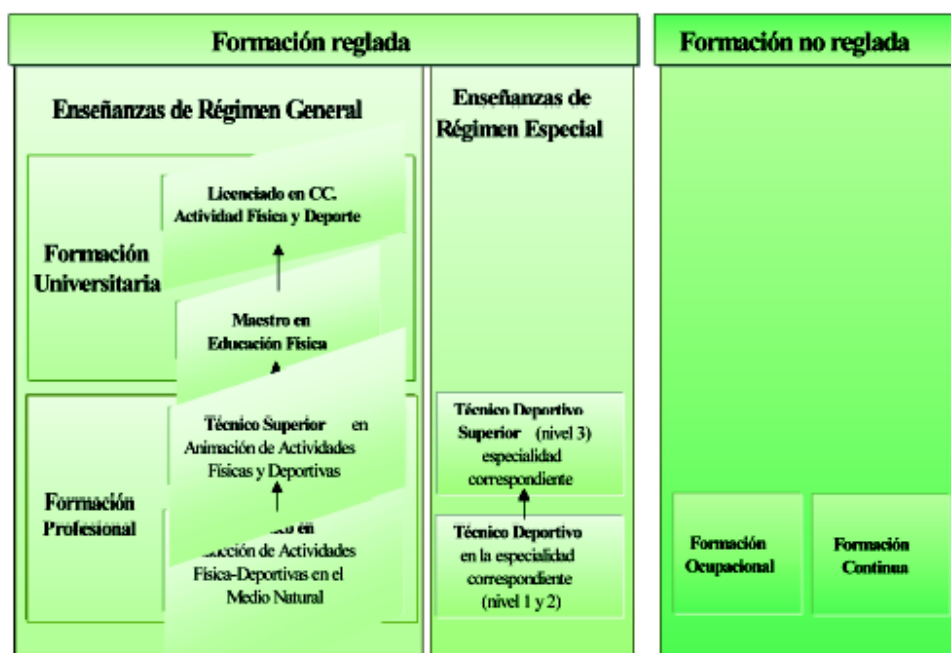 Formación reglada
Formación no reglada
Enseñanzas de Régimen General
Enseñanzas de
Régimen Especial
Formación
Universitaria
Licenciado en CC.
Actividad Física y Deporte
Maestro en
Educación Física
Formación
Profesional
Técnico Superior en
Animación de Actividades
Físicas y Deportivas
en
de Actividades
Física-Deportivas en el
Medio Natural
Técnico Deportivo
Superior (nivel 3)
especialidad
correspondiente
Técnico Deportivo
en la especialidad
correspondiente
(nivel 1 y 2)
Formación
Ocupacional
Formación
Continua